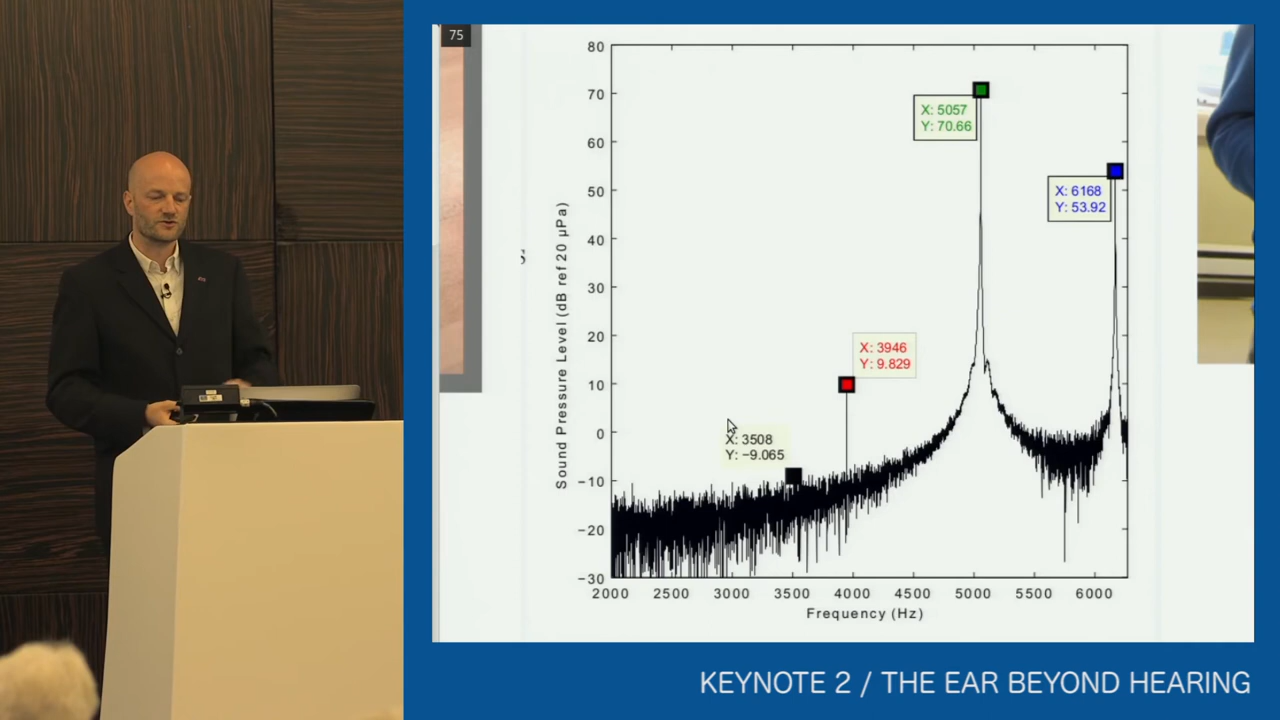 75
80
70
60
50
40
30
20
10
0
−10
−20
−30
Sound Pressure Level (dB ref 20 µPa)
X: 5057
Y: 70.66
X: 6168
Y: 53.92
X: 3946
Y: 9.829
X: 3508
Y: −9.065
2000 2500 3000 3500 4000 4500 5000 5500 6000
Frequency (Hz)
KEYNOTE 2 / THE EAR BEYOND HEARING